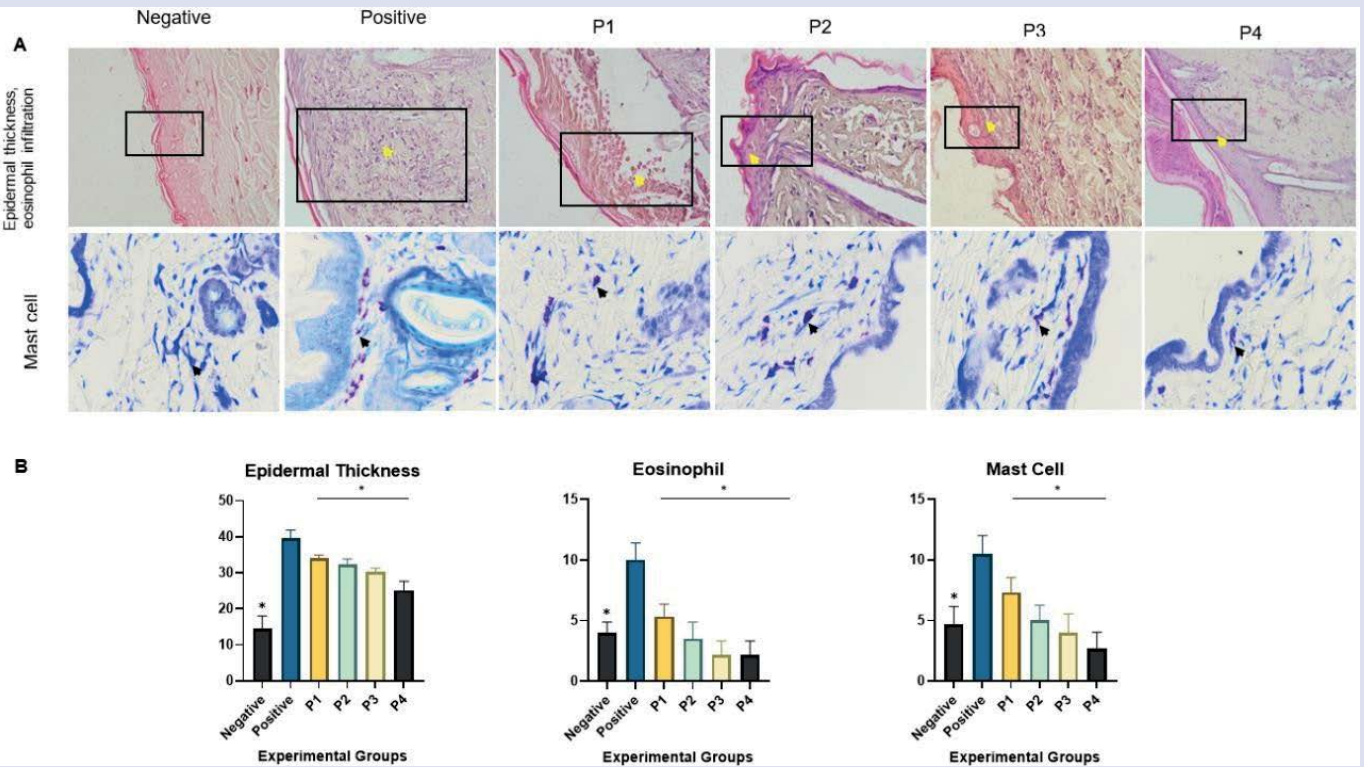 Negative
Positive
P1
P2
P3
P4
A
Epidermal thickness,
eosinophil infiltration
Mast cell
B
Epidermal Thickness
*
50
40
30
20
10
0
*
Negative
Positive
P1
P2
P3
P4
Experimental Groups
Eosinophil
*
15
10
5
0
*
Negative
Positive
P1
P2
P3
P4
Experimental Groups
Mast Cell
*
15
10
5
0
*
Negative
Positive
P1
P2
P3
P4
Experimental Groups